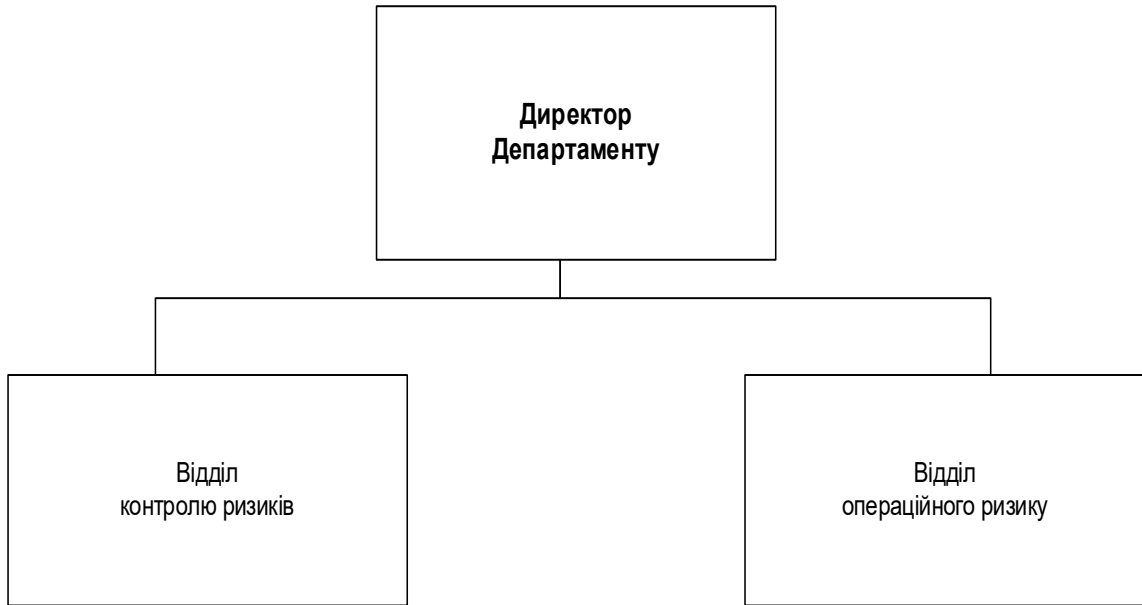 Директор
Департаменту
Відділ
контролю ризиків
Відділ
операційного ризику